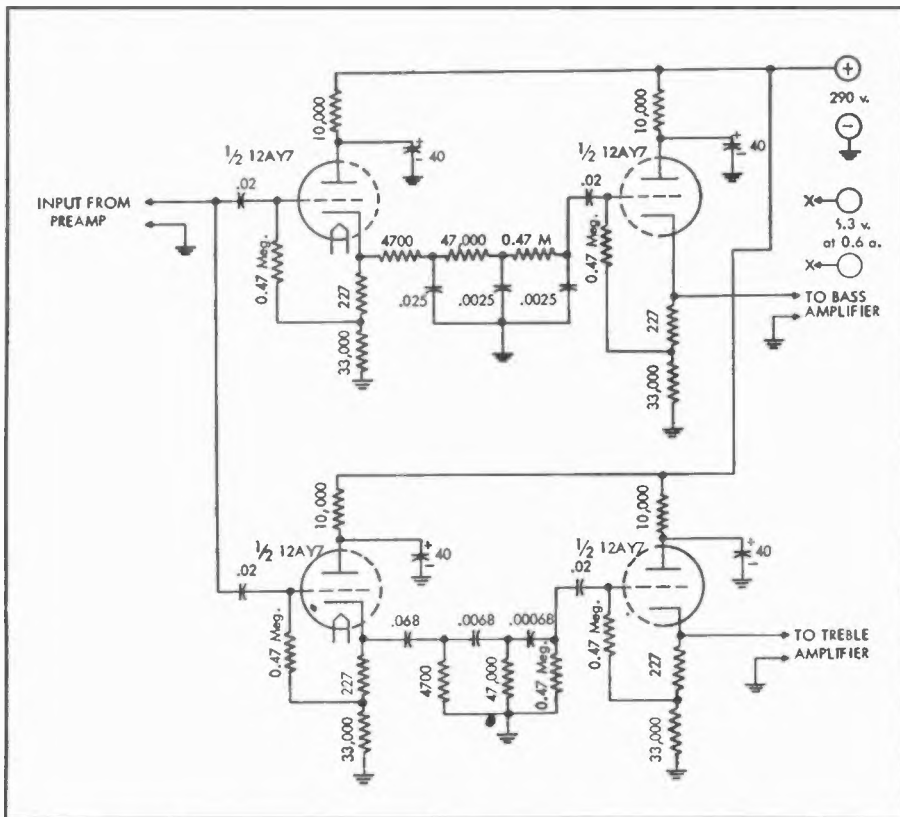 10,000
10,000
+
290 v.
−
1/2 12AY7
+
−
40
1/2 12AY7
+
−
40
.02
.02
INPUT FROM
PREAMP
X
5.3 v.
at 0.6 a.
X
0.47 Meg.
4700
47,000
0.47 M
0.47 Meg.
227
.025
.0025
.0025
227
TO BASS
AMPLIFIER
33,000
33,000
10,000
10,000
1/2 12AY7
+
−
40
1/2 12AY7
+
−
40
.02
.02
0.47 Meg.
.068
.0068
.00068
0.47 Meg.
TO TREBLE
AMPLIFIER
227
4700
47,000
0.47 Meg.
227
33,000
33,000